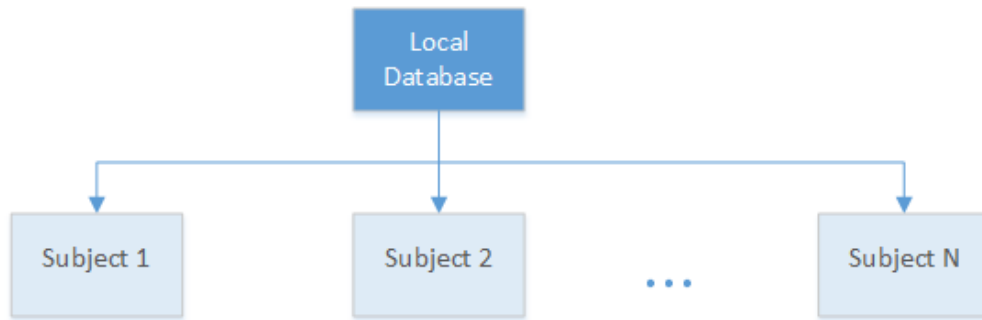 Local
Database
Subject 1
Subject 2
...
Subject N